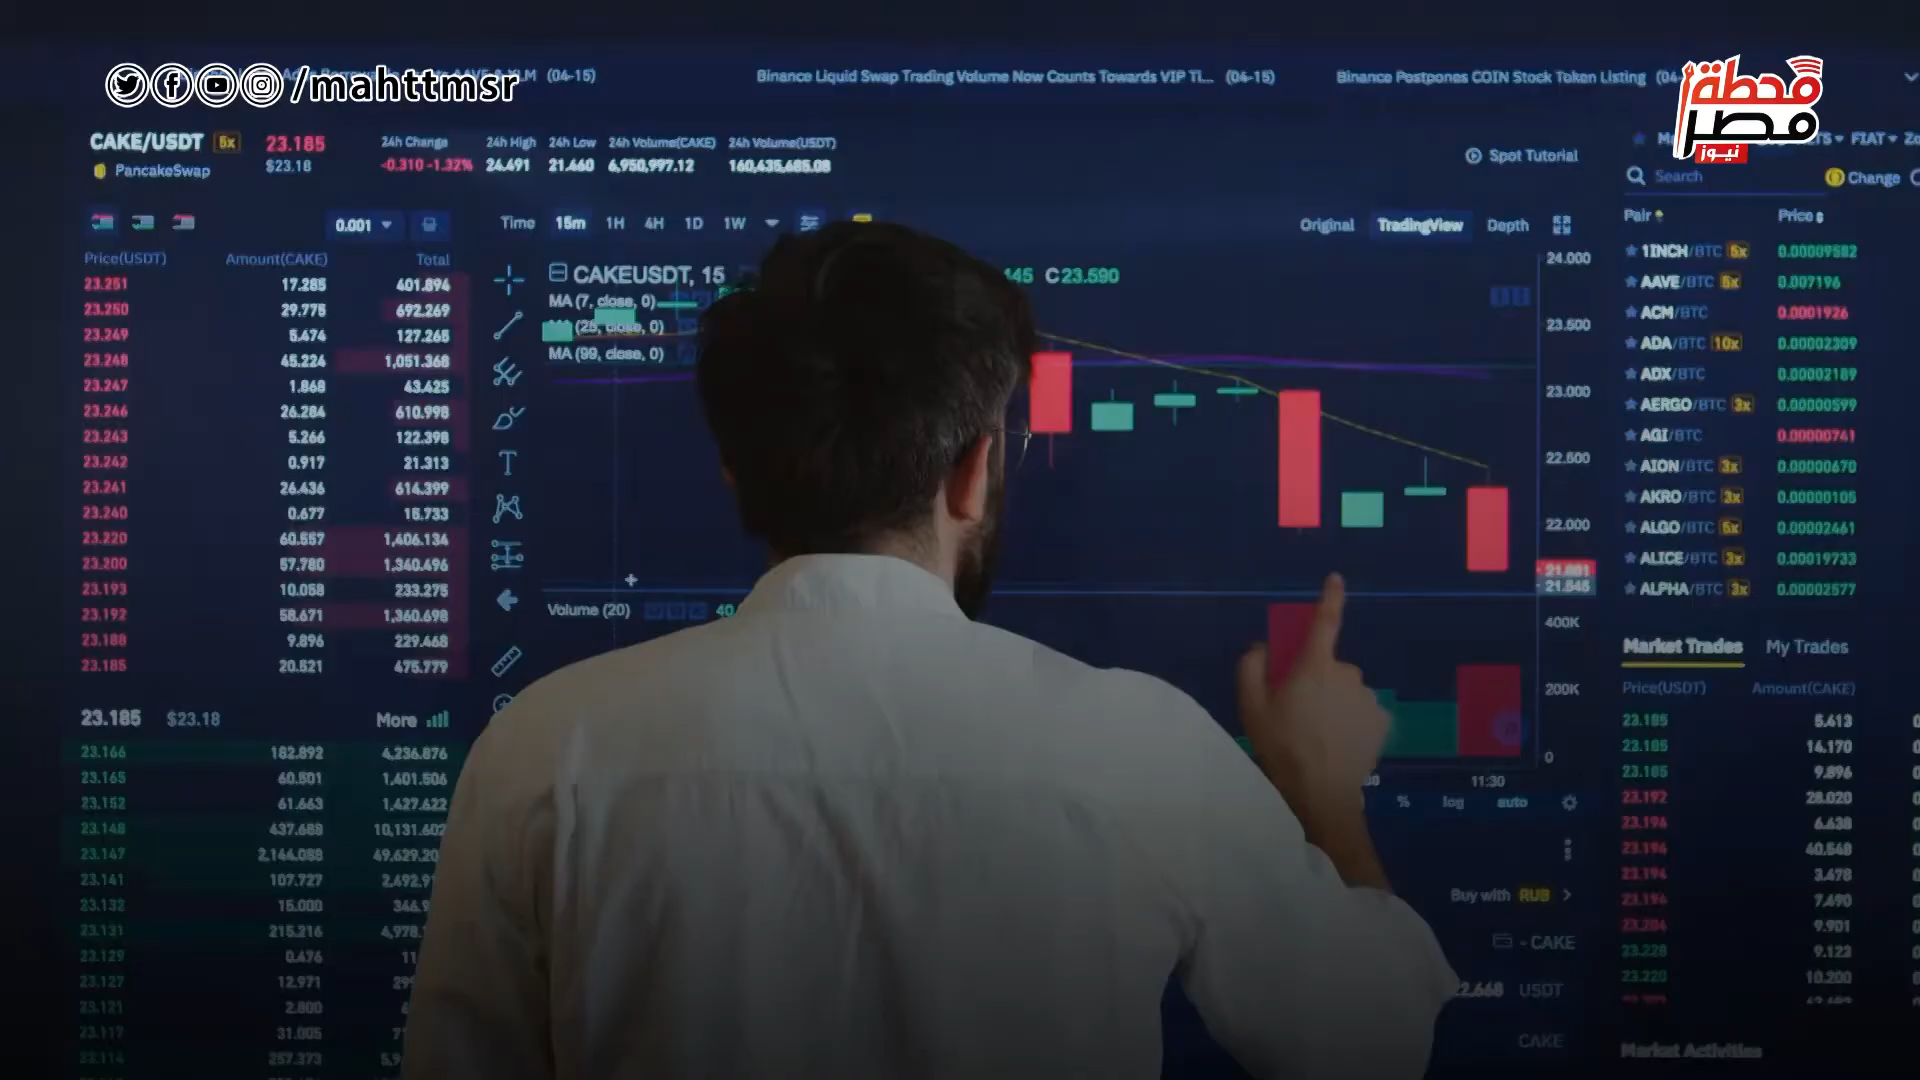 /mahttmsr
(04-15)
Binance Liquid Swap Trading Volume Now Counts Towards VIP Ti... (04-15)
Binance Postpones COIN Stock Token Listing
محطة
مصر
نيوز
CAKE/USDT 5x 23.185
PancakeSwap $23.18
24h Change 24h High 24h Low 24h Volume(CAKE) 24h Volume(USDT)
-0.310 -1.32% 24.491 21.460 6,950,997.12 160,435,685.08
Spot Tutorial
FIAT
Search
Change
0.001
Time 15m 1H 4H 1D 1W
Original TradingView Depth
Price(USDT) Amount(CAKE) Total
23.251 17.285 401.894
23.250 29.775 692.269
23.249 5.474 127.265
23.248 45.224 1,051.368
23.247 1.868 43.425
23.246 26.284 610.998
23.243 5.266 122.398
23.242 0.917 21.313
23.241 26.436 614.399
23.240 0.677 15.733
23.220 60.557 1,406.134
23.200 57.780 1,340.496
23.193 10.058 233.275
23.192 58.671 1,360.698
23.188 9.896 229.468
23.185 20.521 475.779
23.185 $23.18 More
23.166 182.892 4,236.876
23.165 60.501 1,401.506
23.152 61.663 1,427.622
23.148 437.688 10,131.602
23.147 2,144.088
23.141 107.727
23.132 15.000
23.131 215.216
23.129 0.476
23.127 12.971
23.121 2.800
23.117 31.005
23.114 257.373
CAKEUSDT, 15
C23.590
MA (7, close, 0)
MA (25, close, 0)
MA (99, close, 0)
24.000
23.500
23.000
22.500
22.000
21.545
Volume (20)
400K
200K
0
11:30
% log auto
Buy with RUB
- CAKE
USDT
CAKE
Pair Price
1INCH/BTC 5x 0.00009582
AAVE/BTC 5x 0.007196
ACM/BTC 0.0001926
ADA/BTC 10x 0.00002309
ADX/BTC 0.00002189
AERGO/BTC 3x 0.00000599
AGI/BTC 0.00000741
AION/BTC 3x 0.00000670
AKRO/BTC 3x 0.00000105
ALGO/BTC 5x 0.00002461
ALICE/BTC 3x 0.00019733
ALPHA/BTC 3x 0.00002577
Market Trades My Trades
Price(USDT) Amount(CAKE)
23.185 5.413
23.185 14.170
23.185 9.896
23.192 28.020
23.194 6.638
23.194 40.548
23.194 3.478
23.194 7.490
23.204 9.901
23.228 9.123
23.220 10.200
Market Activities